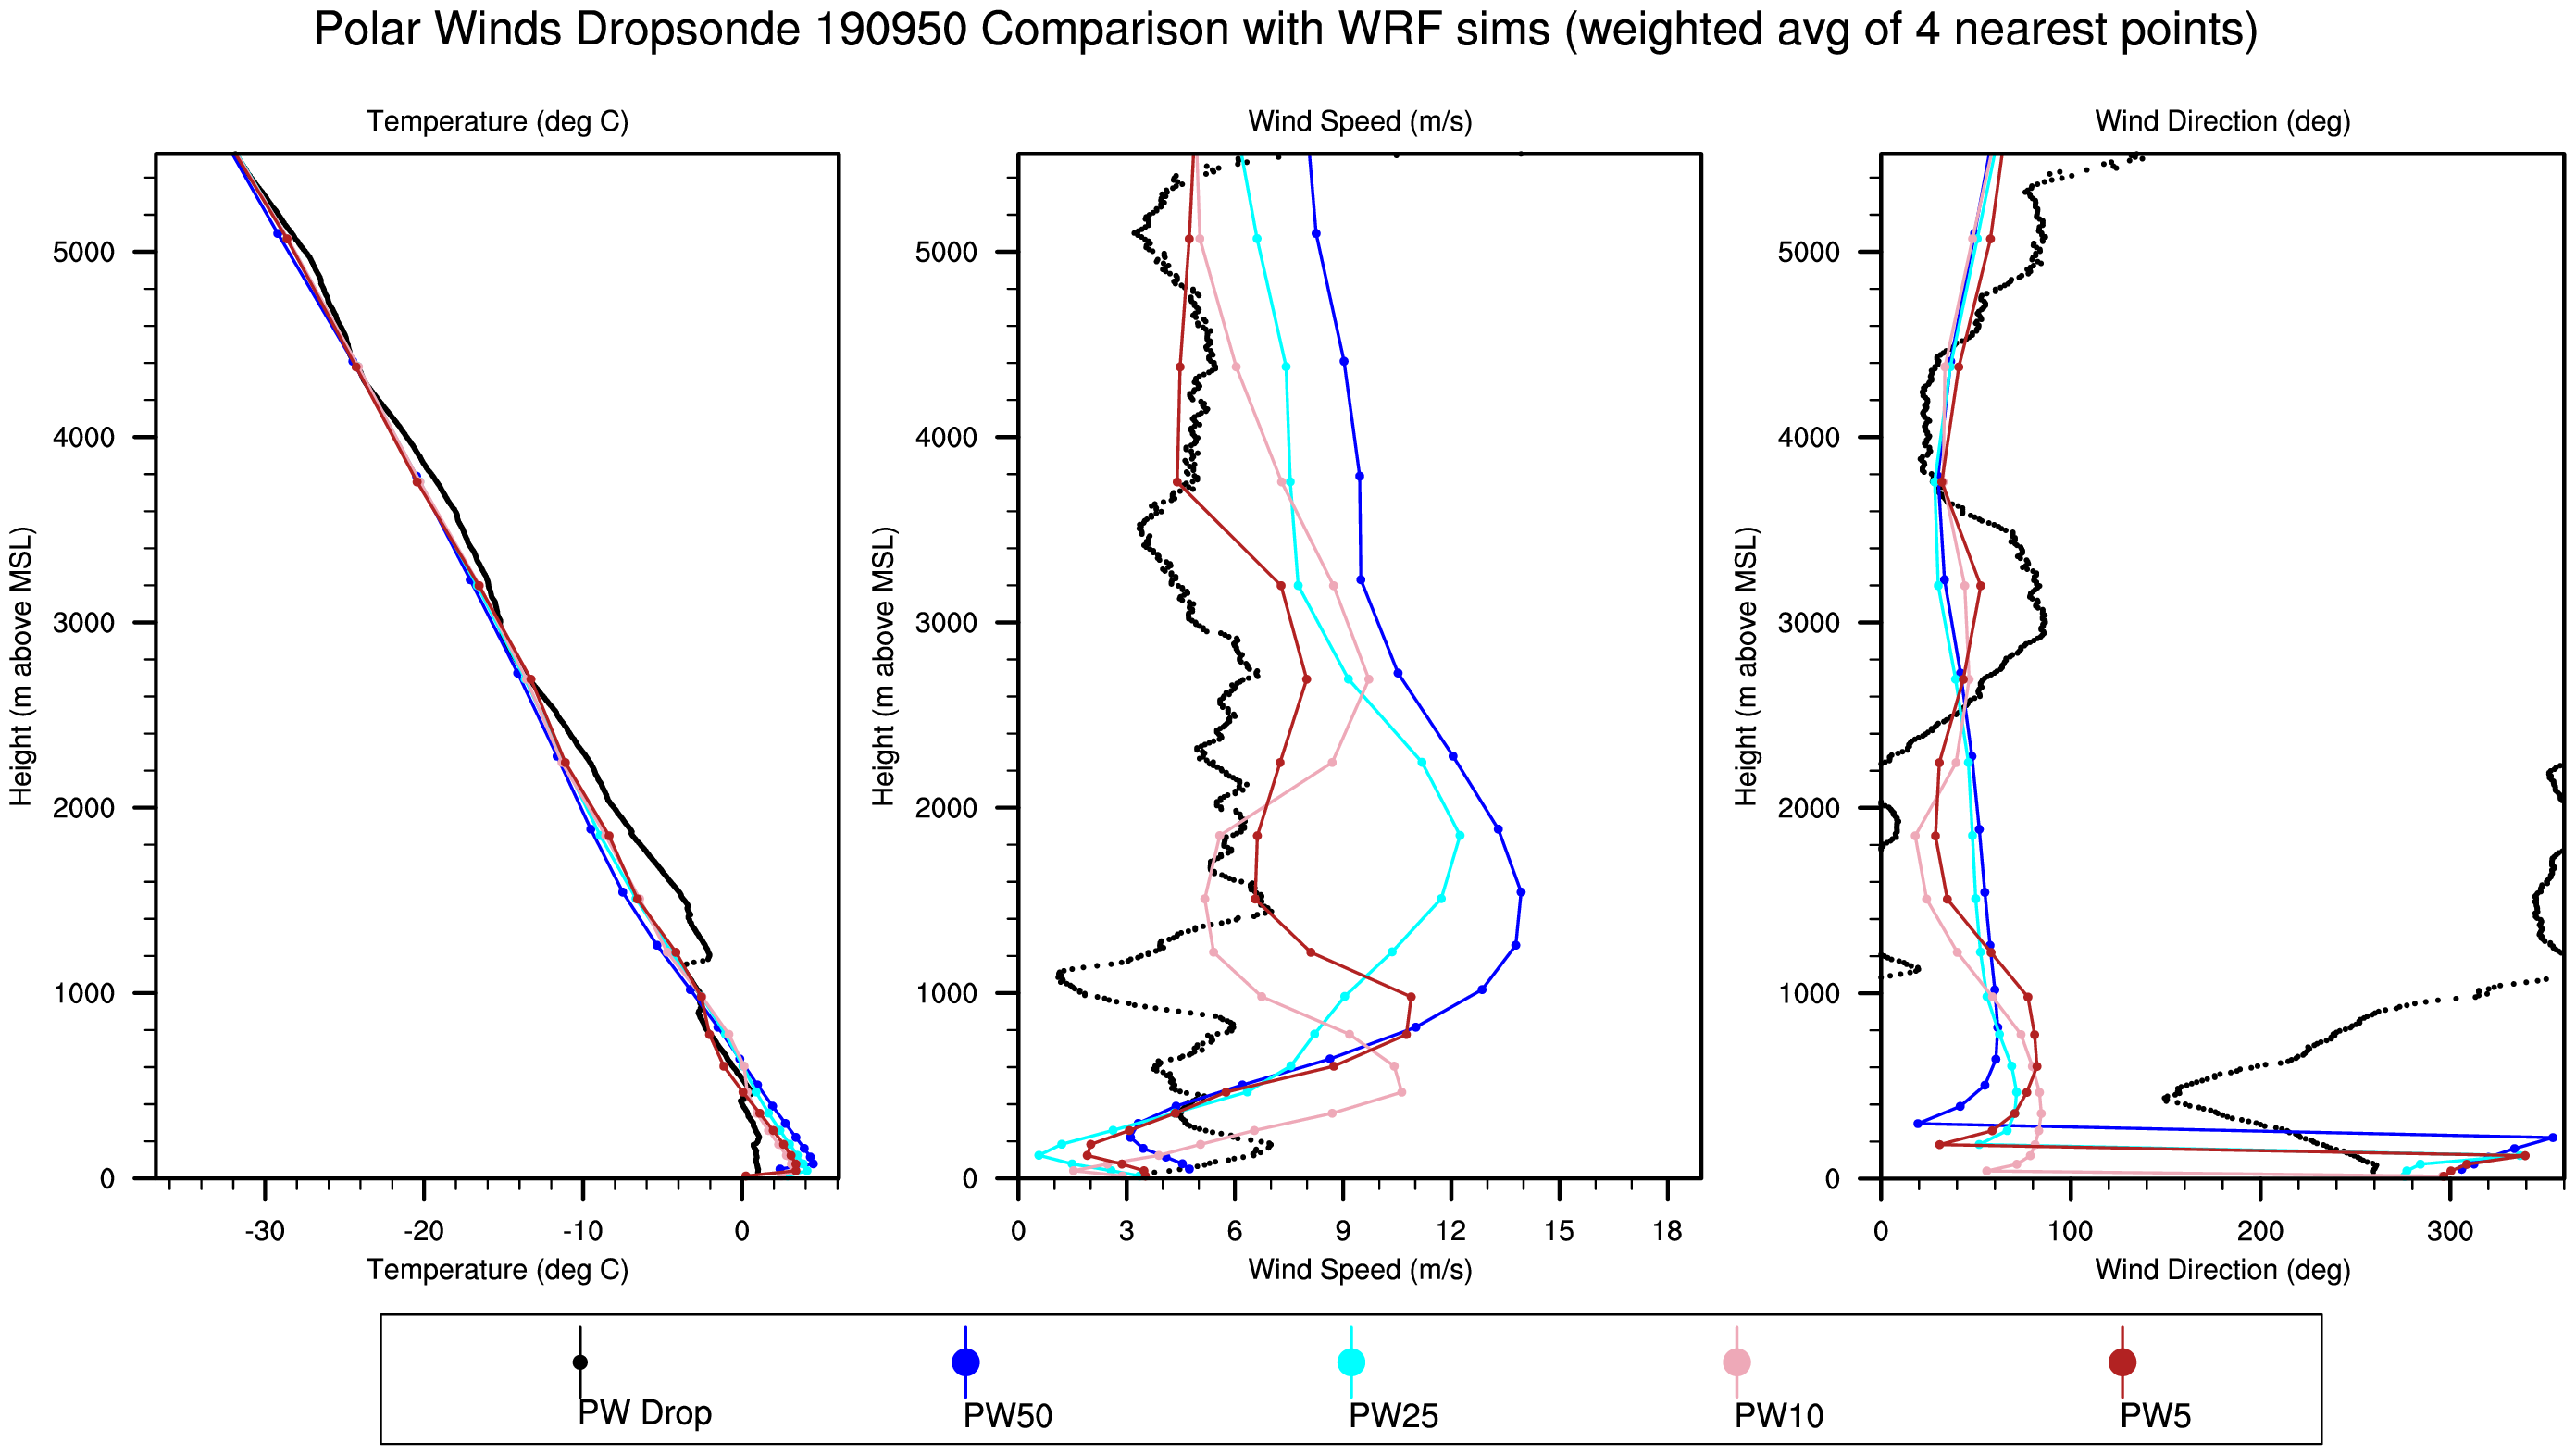 Polar Winds Dropsonde 190950 Comparison with WRF sims (weighted avg of 4 nearest points)
Temperature (deg C)
Height (m above MSL)
5000
4000
3000
2000
1000
0
-30 -20 -10 0
Temperature (deg C)
Wind Speed (m/s)
Height (m above MSL)
5000
4000
3000
2000
1000
0
0 3 6 9 12 15 18
Wind Speed (m/s)
Wind Direction (deg)
Height (m above MSL)
5000
4000
3000
2000
1000
0
0 100 200 300
Wind Direction (deg)
PW Drop PW50 PW25 PW10 PW5